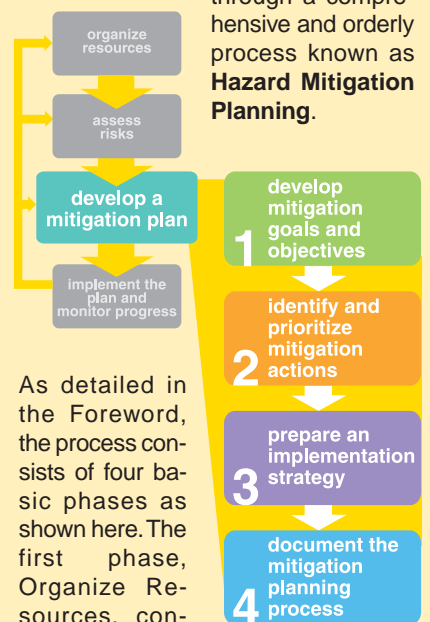 through a compre-
hensive and orderly
process known as
Hazard Mitigation
Planning.
organize
resources
assess
risks
develop a
mitigation plan
implement the
plan and
monitor progress
1 develop
mitigation
goals and
objectives
2 identify and
prioritize
mitigation
actions
3 prepare an
implementation
strategy
4 document the
mitigation
planning
process
As detailed in
the Foreword,
the process con-
sists of four ba-
sic phases as
shown here. The
first phase,
Organize Re-
sources, con-